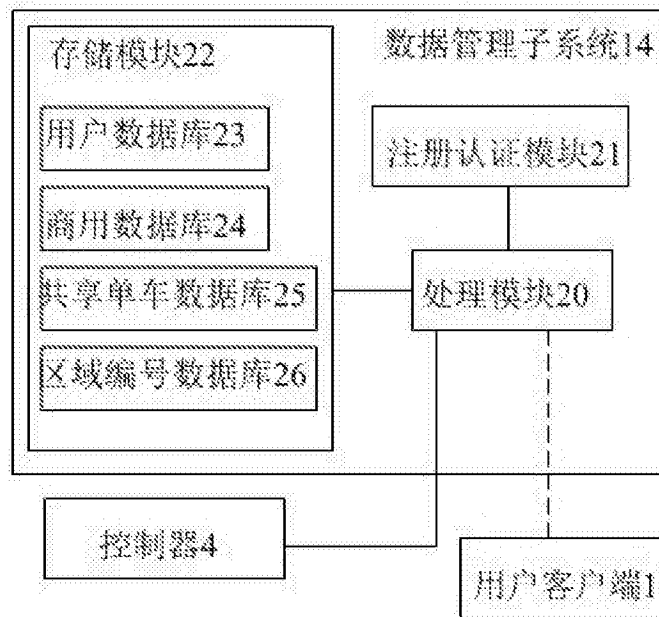 存储模块22
数据管理子系统14
用户数据库23
注册认证模块21
商用数据库24
共享单车数据库25
处理模块20
区域编号数据库26
控制器4
用户客户端1